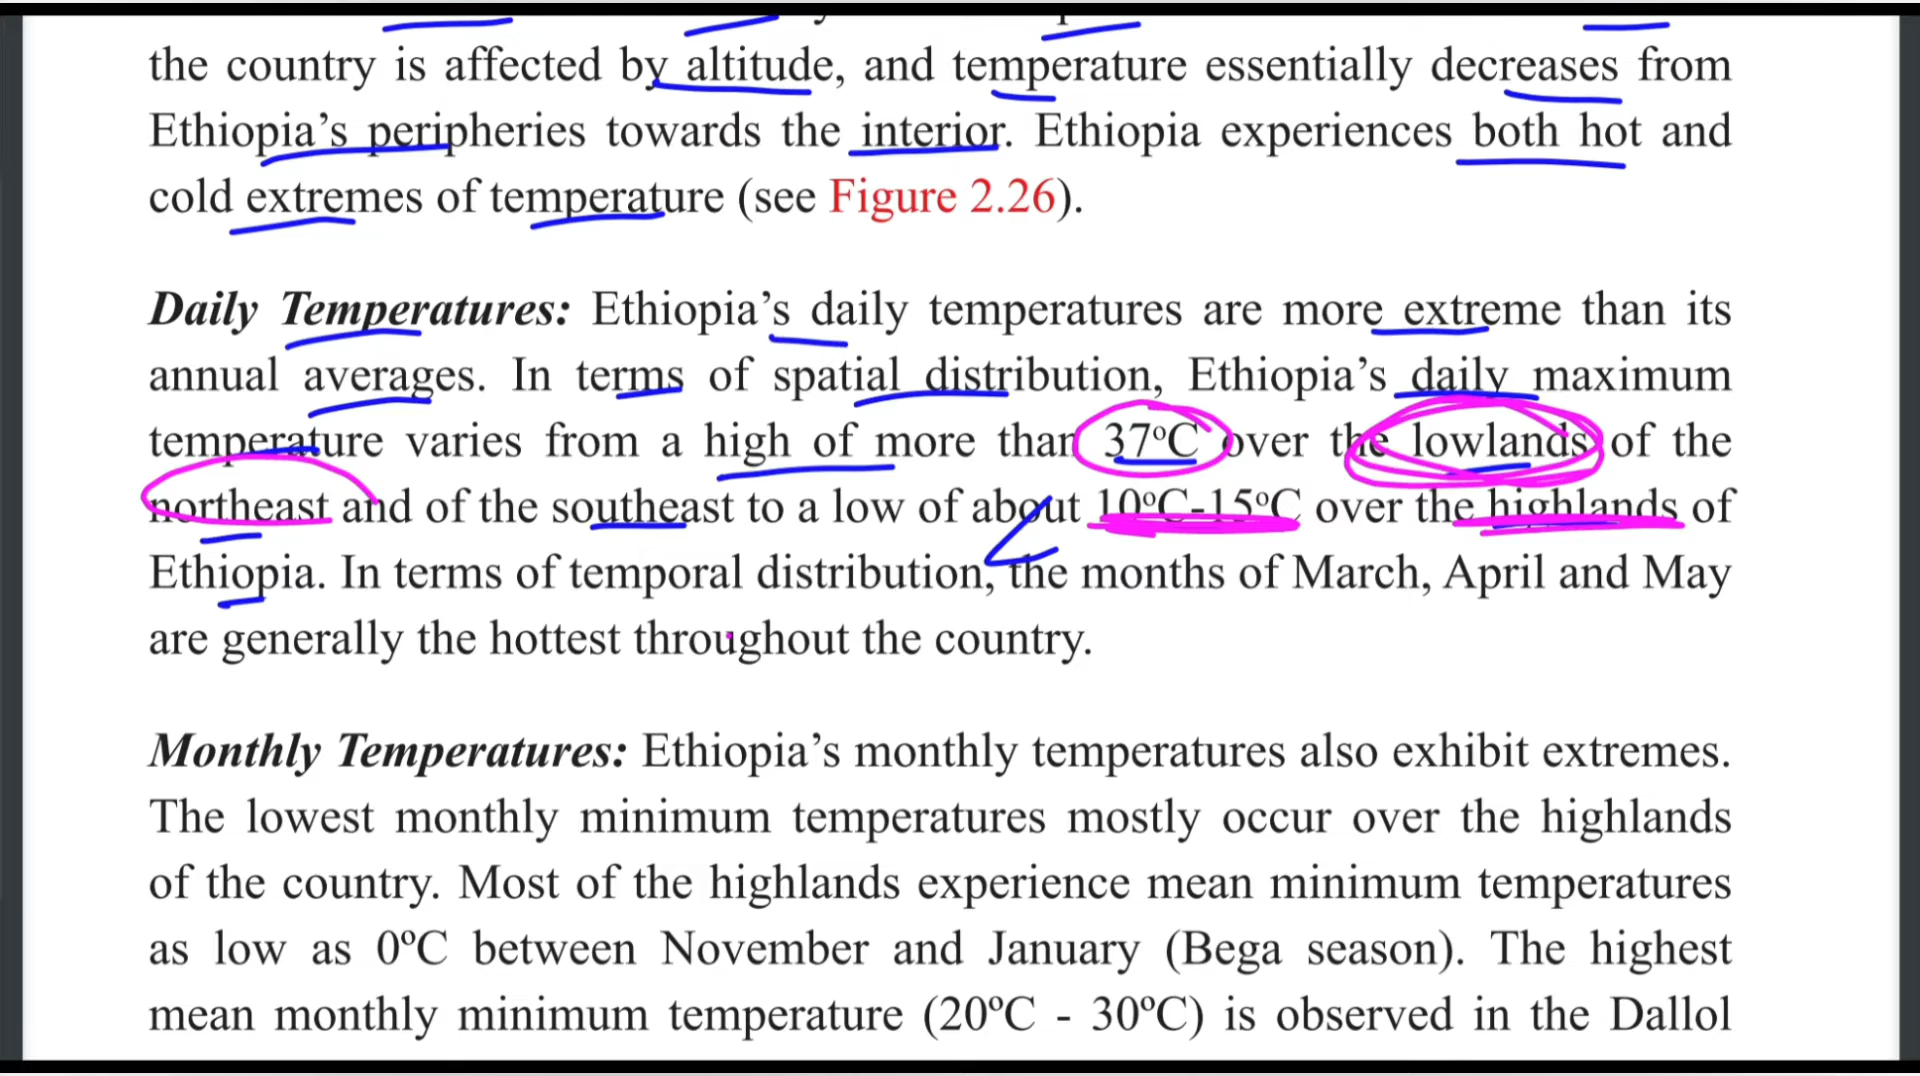 the country is affected by altitude, and temperature essentially decreases from
Ethiopia's peripheries towards the interior. Ethiopia experiences both hot and
cold extremes of temperature (see Figure 2.26).
Daily Temperatures: Ethiopia's daily temperatures are more extreme than its
annual averages. In terms of spatial distribution, Ethiopia's daily maximum
temperature varies from a high of more than 37°C over the lowlands of the
northeast and of the southeast to a low of about 10°C-15°C over the highlands of
Ethiopia. In terms of temporal distribution, the months of March, April and May
are generally the hottest throughout the country.
Monthly Temperatures: Ethiopia's monthly temperatures also exhibit extremes.
The lowest monthly minimum temperatures mostly occur over the highlands
of the country. Most of the highlands experience mean minimum temperatures
as low as 0°C between November and January (Bega season). The highest
mean monthly minimum temperature (20°C - 30°C) is observed in the Dallol